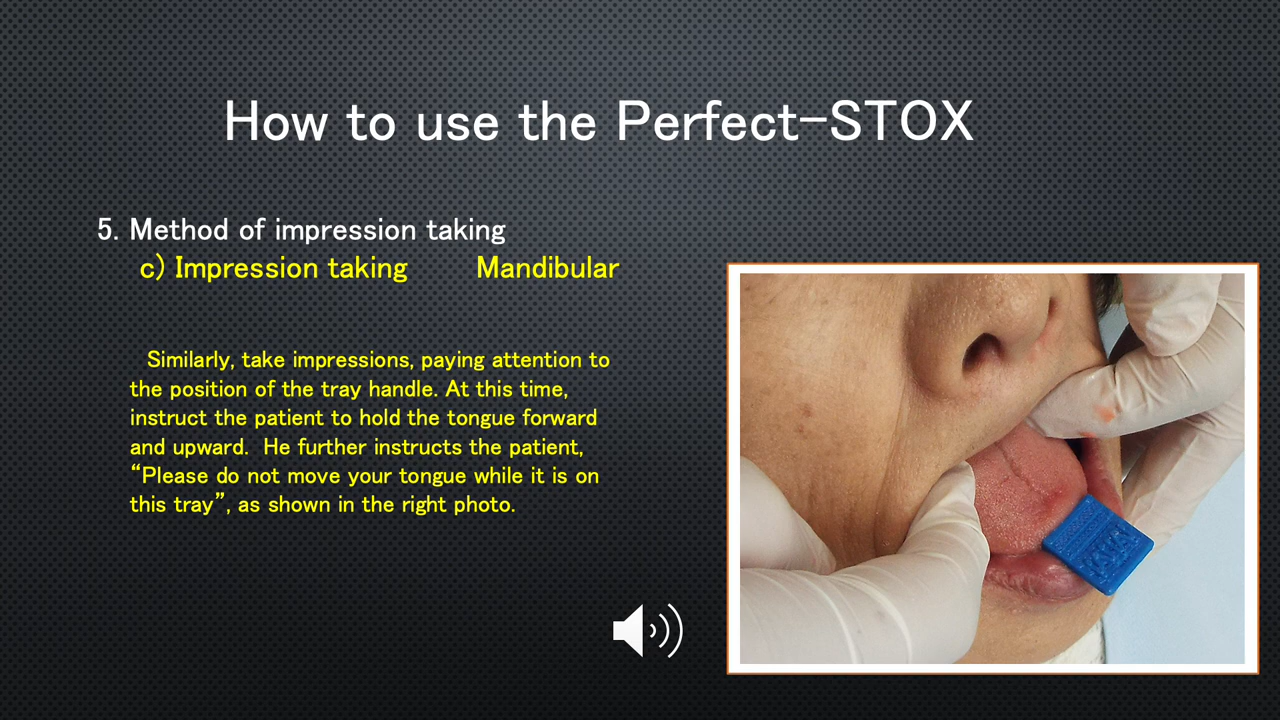 How to use the Perfect-STOX
5. Method of impression taking
c) Impression taking Mandibular
Similarly, take impressions, paying attention to
the position of the tray handle. At this time,
instruct the patient to hold the tongue forward
and upward. He further instructs the patient,
“Please do not move your tongue while it is on
this tray”, as shown in the right photo.